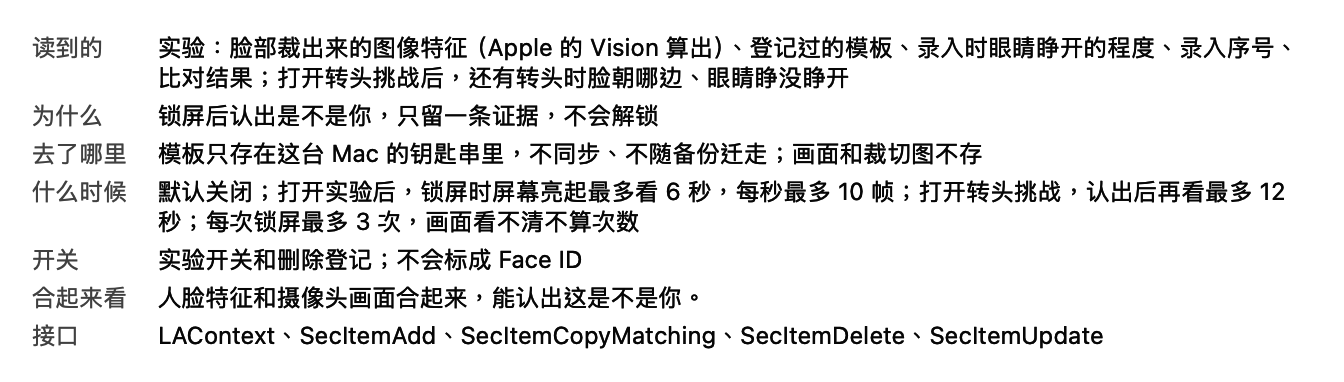 读到的 实验：脸部裁出来的图像特征（Apple 的 Vision 算出）、登记过的模板、录入时眼睛睁开的程度、录入序号、
比对结果；打开转头挑战后，还有转头时脸朝哪边、眼睛睁没睁开
为什么 锁屏后认出是不是你，只留一条证据，不会解锁
去了哪里 模板只存在这台 Mac 的钥匙串里，不同步、不随备份迁走；画面和裁切图不存
什么时候 默认关闭；打开实验后，锁屏时屏幕亮起最多看 6 秒，每秒最多 10 帧；打开转头挑战，认出后再看最多 12
秒；每次锁屏最多 3 次，画面看不清不算次数
开关 实验开关和删除登记；不会标成 Face ID
合起来看 人脸特征和摄像头画面合起来，能认出这是不是你。
接口 LAContext、SecItemAdd、SecItemCopyMatching、SecItemDelete、SecItemUpdate